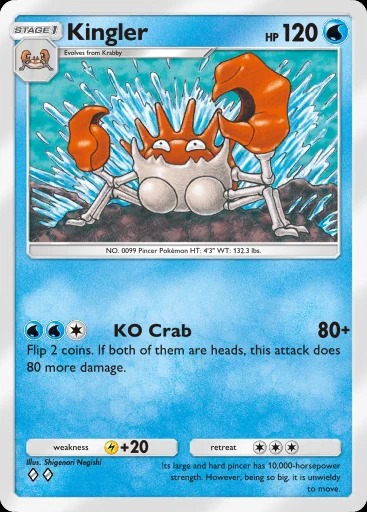 STAGE 1
Kingler
HP 120
Evolves from Krabby
NO. 0099 Pincer Pokémon HT: 4'3" WT: 132.3 lbs.
KO Crab 80+
Flip 2 coins. If both of them are heads, this attack does
80 more damage.
weakness +20 retreat
Illus. Shigenori Negishi
Its large and hard pincer has 10,000-horsepower
strength. However, being so big, it is unwieldy
to move.